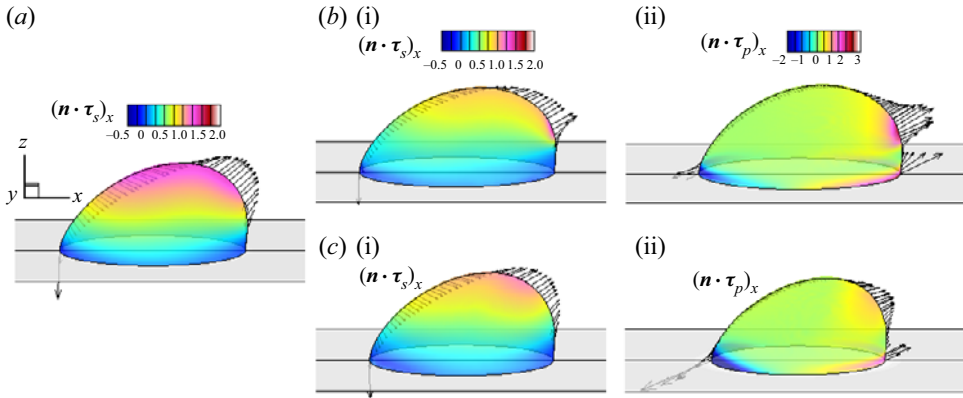 (a)
(n · τs)x
−0.5 0 0.5 1.0 1.5 2.0
z
y
x
(b) (i)
(n · τs)x
−0.5 0 0.5 1.0 1.5 2.0
(ii)
(n · τp)x
−2 −1 0 1 2 3
(c) (i)
(n · τs)x
(ii)
(n · τp)x